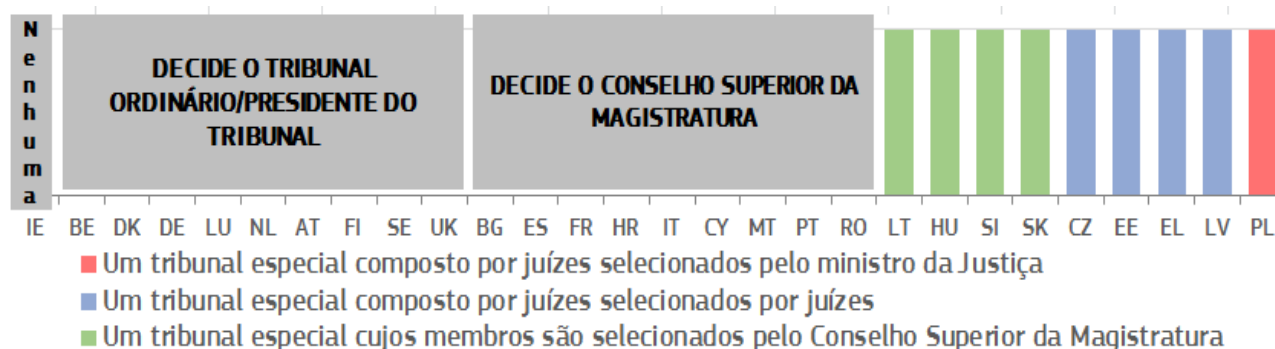 Nenhuma
DECIDE O TRIBUNAL
ORDINÁRIO/PRESIDENTE DO
TRIBUNAL
DECIDE O CONSELHO SUPERIOR DA
MAGISTRATURA
IE BE DK DE LU NL AT FI SE UK BG ES FR HR IT CY MT PT RO LT HU SI SK CZ EE EL LV PL
Um tribunal especial composto por juízes selecionados pelo ministro da Justiça
Um tribunal especial composto por juízes selecionados por juízes
Um tribunal especial cujos membros são selecionados pelo Conselho Superior da Magistratura